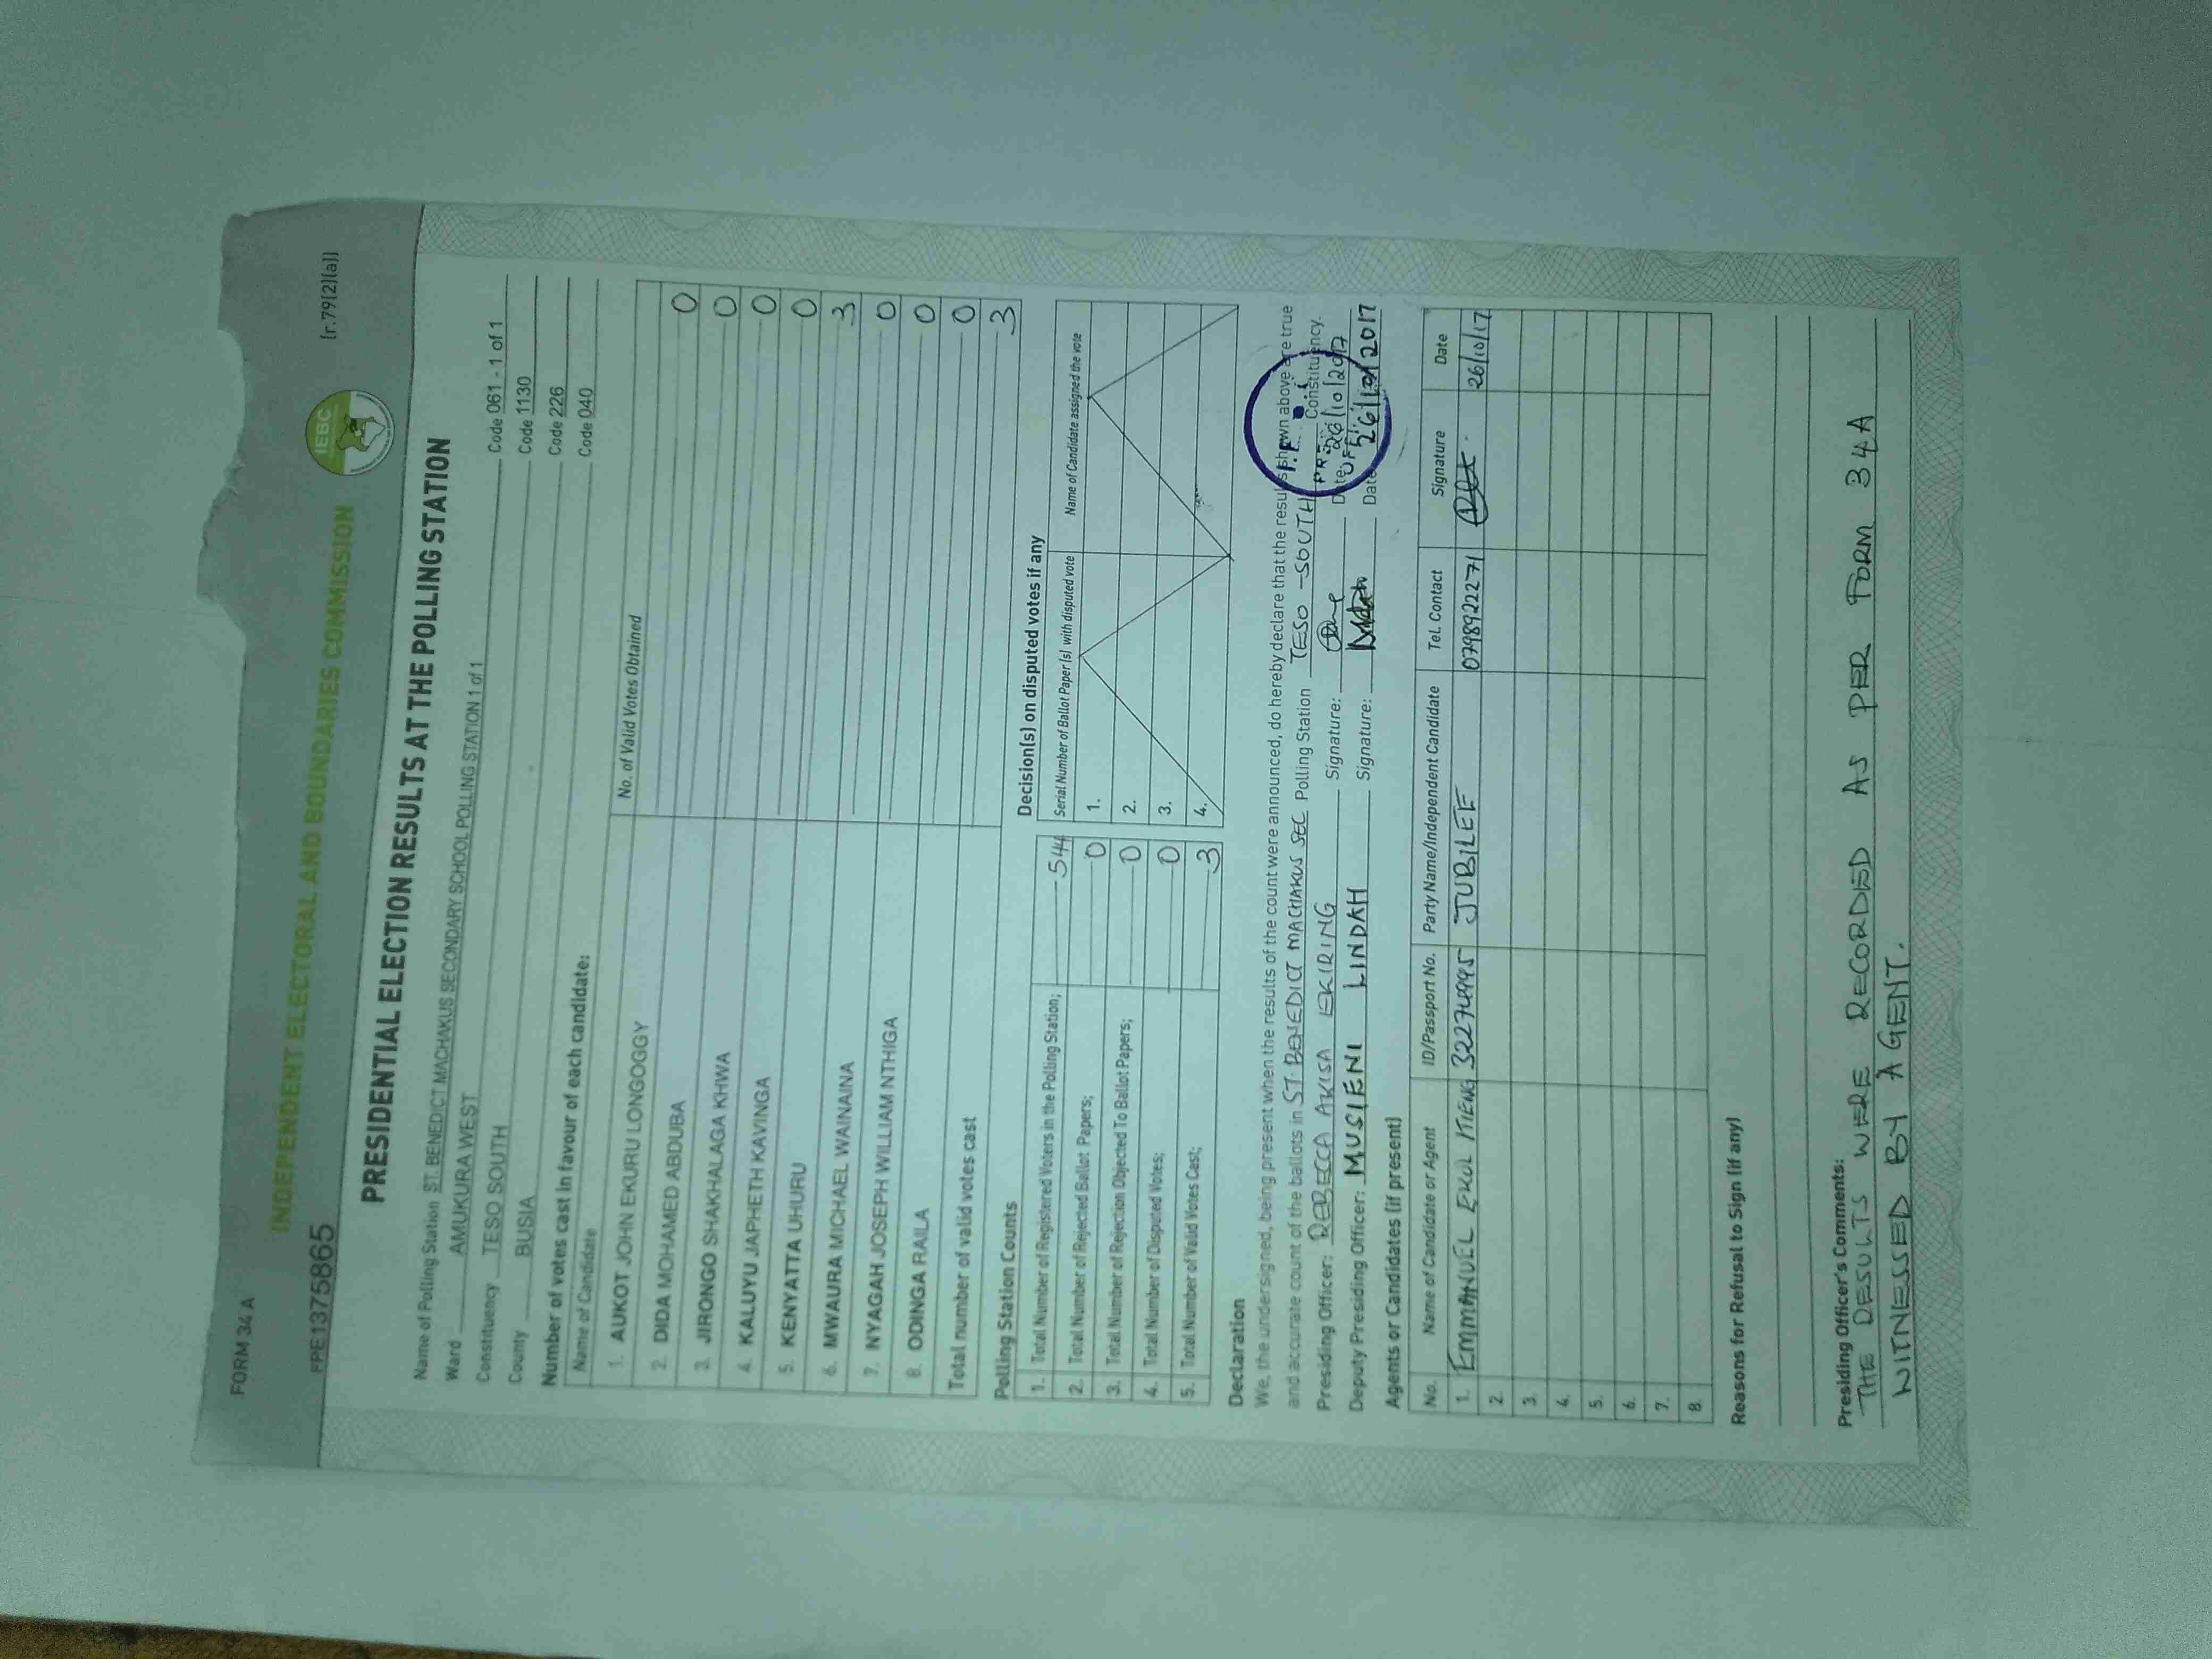 FORM 34 A
INDEPENDENT ELECTORAL AND BOUNDARIES COMMISSION
IEBC
(r.79(2)(a))
FPE1375865
PRESIDENTIAL ELECTION RESULTS AT THE POLLING STATION
Name of Polling Station ST. BENEDICT MACHAKUS SECONDARY SCHOOL POLLING STATION 1 of 1 Code 061 - 1 of 1
Ward AMUKURA WEST Code 1130
Constituency TESO SOUTH Code 226
County BUSIA Code 040
Number of votes cast in favour of each candidate:
Name of Candidate No. of Valid Votes Obtained
1. AUKOT JOHN EKURU LONGOGGY 0
2. DIDA MOHAMED ABDUBA 0
3. JIRONGO SHAKHALAGA KHWA 0
4. KALUYU JAPHETH KAVINGA 0
5. KENYATTA UHURU 3
6. MWAURA MICHAEL WAINAINA 0
7. NYAGAH JOSEPH WILLIAM NTHIGA 0
8. ODINGA RAILA 0
Total number of valid votes cast 3
Polling Station Counts
1. Total Number of Registered Voters in the Polling Station; 544
2. Total Number of Rejected Ballot Papers; 0
3. Total Number of Rejection Objected To Ballot Papers; 0
4. Total Number of Disputed Votes; 0
5. Total Number of Valid Votes Cast; 3
Decision(s) on disputed votes if any
Serial Number of Ballot Paper(s) with disputed vote Name of Candidate assigned the vote
1.
2.
3.
4.
Declaration
We, the undersigned, being present when the results of the count were announced, do hereby declare that the results shown above are true
and accurate count of the ballots in ST. BENEDICT MACHAKUS SEC Polling Station TESO - SOUTH Constituency.
Presiding Officer: REBECCA AKISA EKIRING Signature: Date: 26/10/2017
Deputy Presiding Officer: MUSIENI LINDAH Signature: Date 26/10/2017
Agents or Candidates (if present)
No. Name of Candidate or Agent ID/Passport No. Party Name/Independent Candidate Tel. Contact Signature Date
1. EMMANUEL EKOL ITIENG 32274995 JUBILEE 0798922271 26/10/17
2.
3.
4.
5.
6.
7.
8.
Reasons for Refusal to Sign (if any)
Presiding Officer's Comments:
THE RESULTS WERE RECORDED AS PER FORM 34A
WITNESSED BY AGENT.